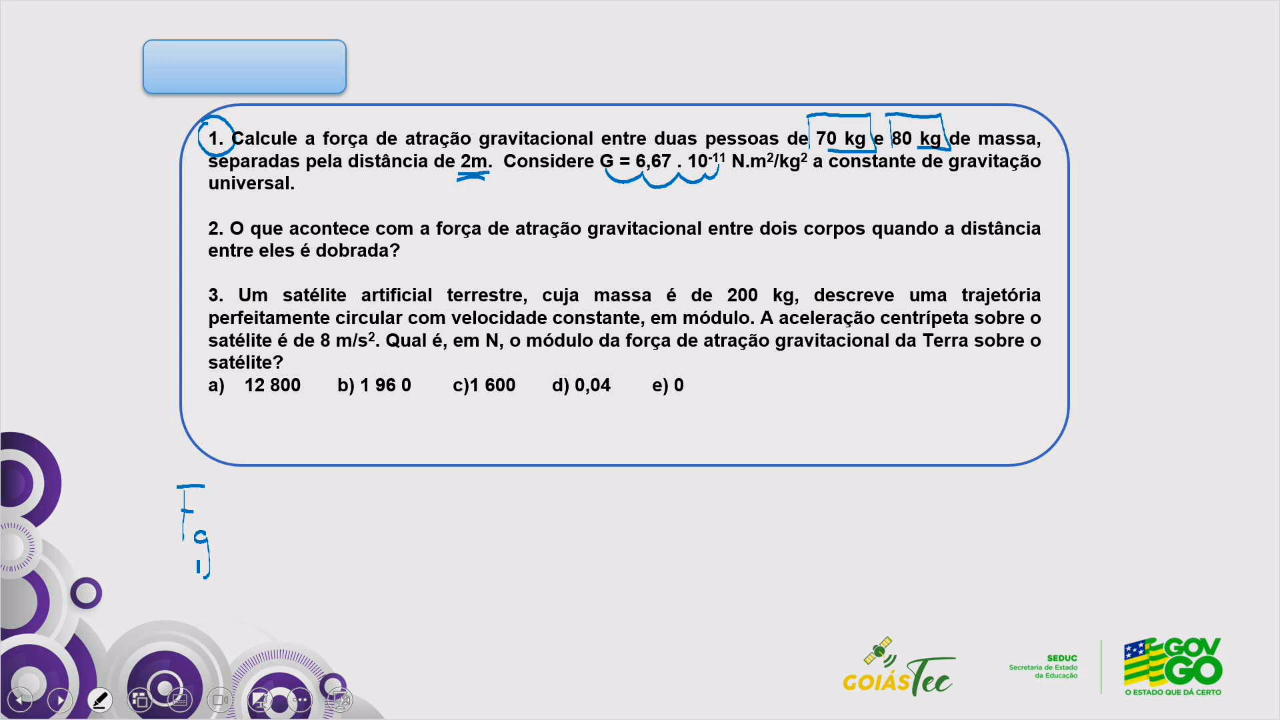 1. Calcule a força de atração gravitacional entre duas pessoas de 70 kg e 80 kg de massa,
separadas pela distância de 2m. Considere G = 6,67 . 10⁻¹¹ N.m²/kg² a constante de gravitação
universal.
2. O que acontece com a força de atração gravitacional entre dois corpos quando a distância
entre eles é dobrada?
3. Um satélite artificial terrestre, cuja massa é de 200 kg, descreve uma trajetória
perfeitamente circular com velocidade constante, em módulo. A aceleração centrípeta sobre o
satélite é de 8 m/s². Qual é, em N, o módulo da força de atração gravitacional da Terra sobre o
satélite?
a) 12 800 b) 1 96 0 c)1 600 d) 0,04 e) 0
Fg
GOIÁSTec
SEDUC
Secretaria de Estado
da Educação
GOV
GO
O ESTADO QUE DÁ CERTO